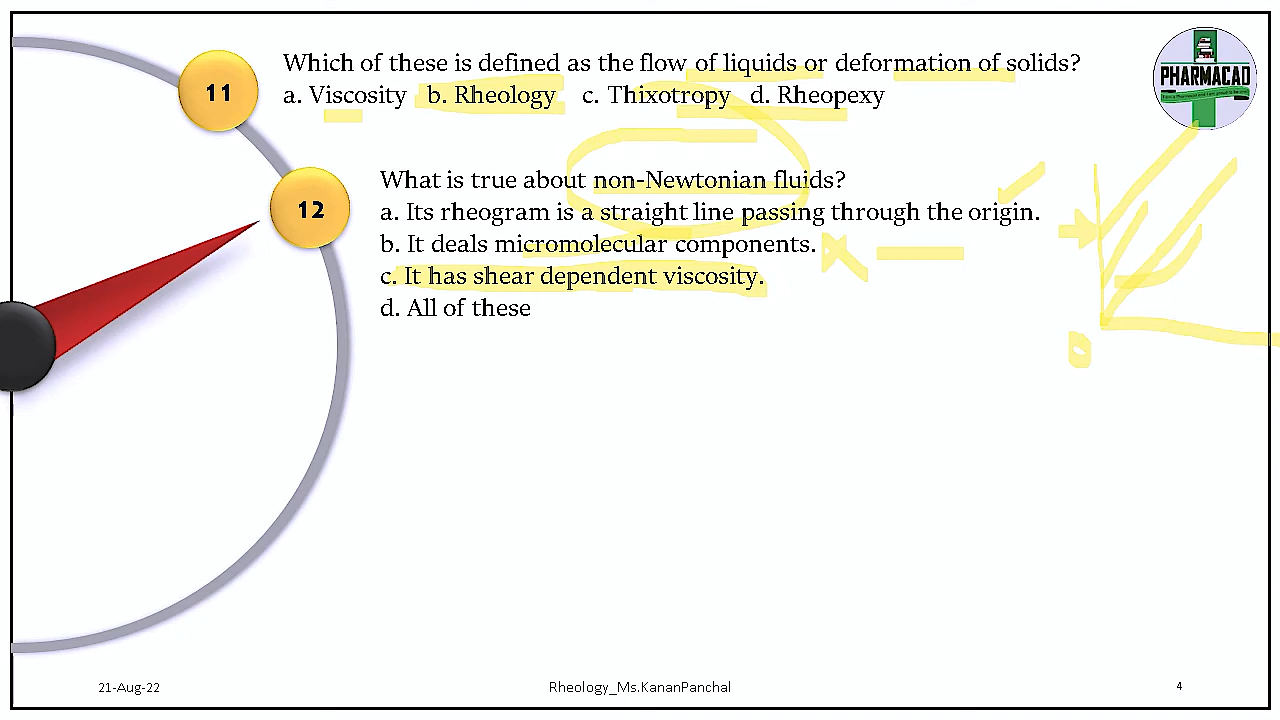 11
Which of these is defined as the flow of liquids or deformation of solids?
a. Viscosity b. Rheology c. Thixotropy d. Rheopexy
PHARMACAD
12
What is true about non-Newtonian fluids?
a. Its rheogram is a straight line passing through the origin.
b. It deals micromolecular components.
c. It has shear dependent viscosity.
d. All of these
0
21-Aug-22
Rheology_Ms.KananPanchal
4